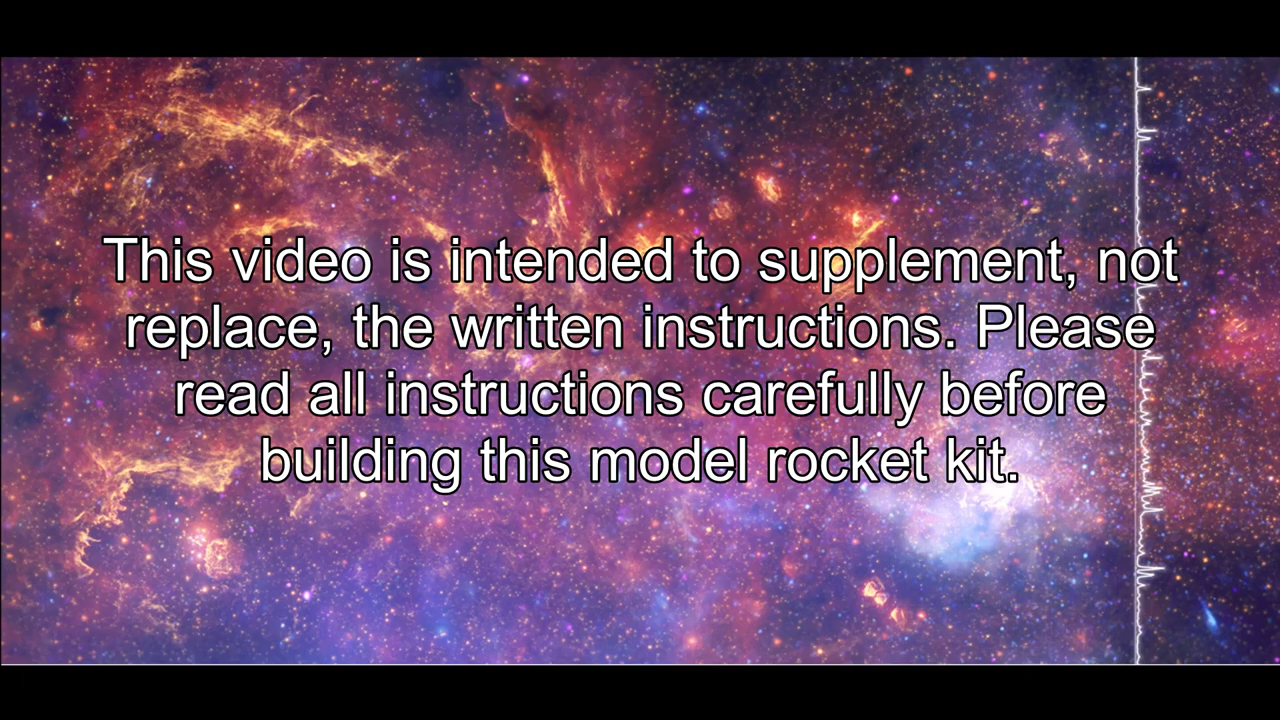 This video is intended to supplement, not
replace, the written instructions. Please
read all instructions carefully before
building this model rocket kit.